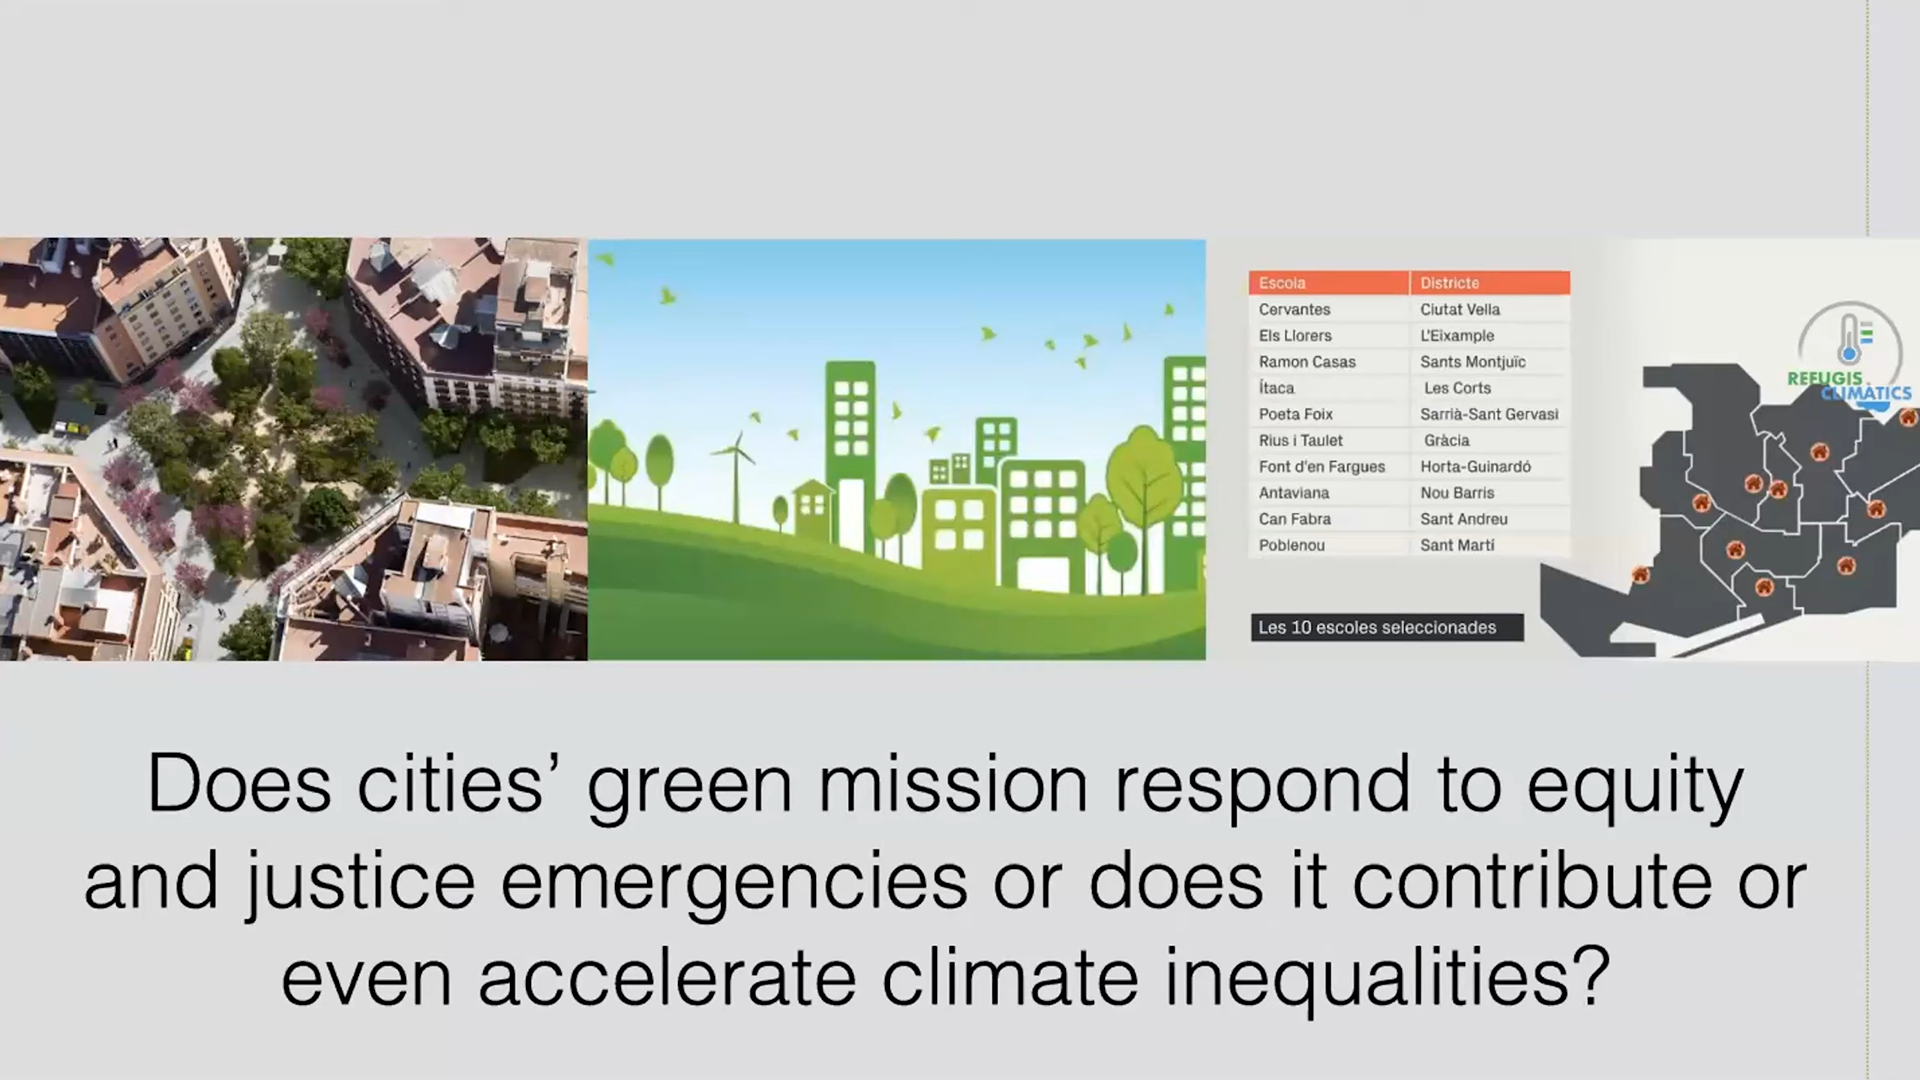 Escola Districte
Cervantes Ciutat Vella
Els Llorers L'Eixample
Ramon Casas Sants Montjuïc
Ítaca Les Corts
Poeta Foix Sarrià-Sant Gervasi
Rius i Taulet Gràcia
Font d'en Fargues Horta-Guinardó
Antaviana Nou Barris
Can Fabra Sant Andreu
Poblenou Sant Martí
Les 10 escoles seleccionades
REFUGIS
CLIMÀTICS
Does cities’ green mission respond to equity
and justice emergencies or does it contribute or
even accelerate climate inequalities?